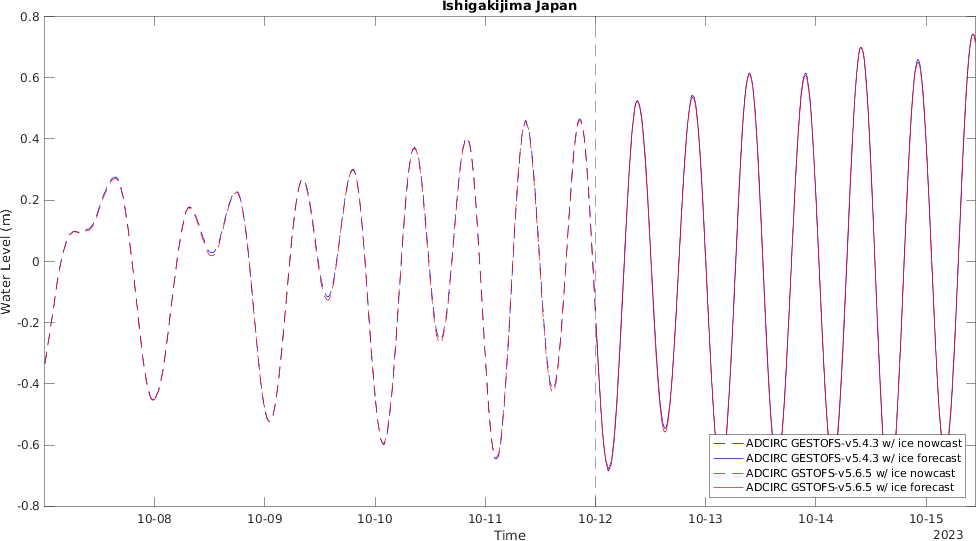 Ishigakijima Japan
0.8
0.6
0.4
0.2
0
-0.2
-0.4
-0.6
-0.8
Water Level (m)
ADCIRC GESTOFS-v5.4.3 w/ ice nowcast
ADCIRC GESTOFS-v5.4.3 w/ ice forecast
ADCIRC GSTOFS-v5.6.5 w/ ice nowcast
ADCIRC GSTOFS-v5.6.5 w/ ice forecast
10-08 10-09 10-10 10-11 10-12 10-13 10-14 10-15
Time
2023